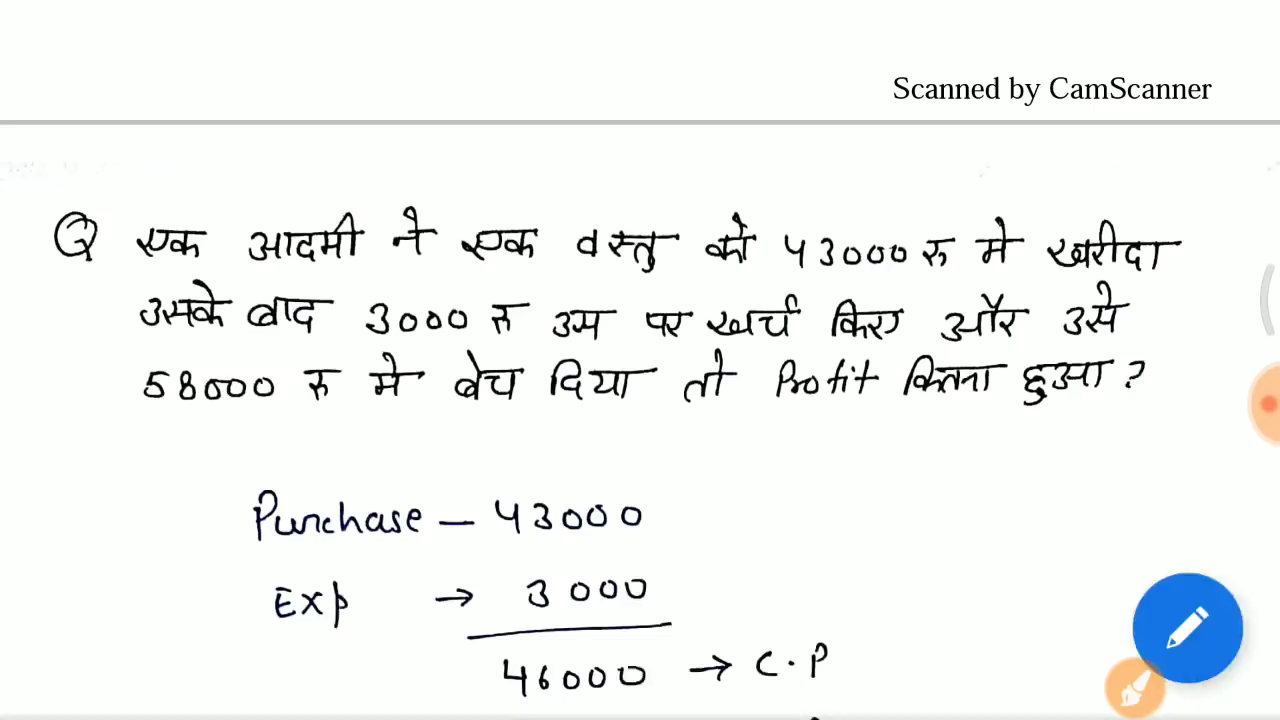 Scanned by CamScanner
Q एक आदमी ने एक वस्तु को 43000 रु मे खरीदा
उसके बाद 3000 रु उस पर खर्च किए और उसे
58000 रु मे बेच दिया तो Profit कितना हुआ?
Purchase — 43000
Exp → 3000
46000 → C.P